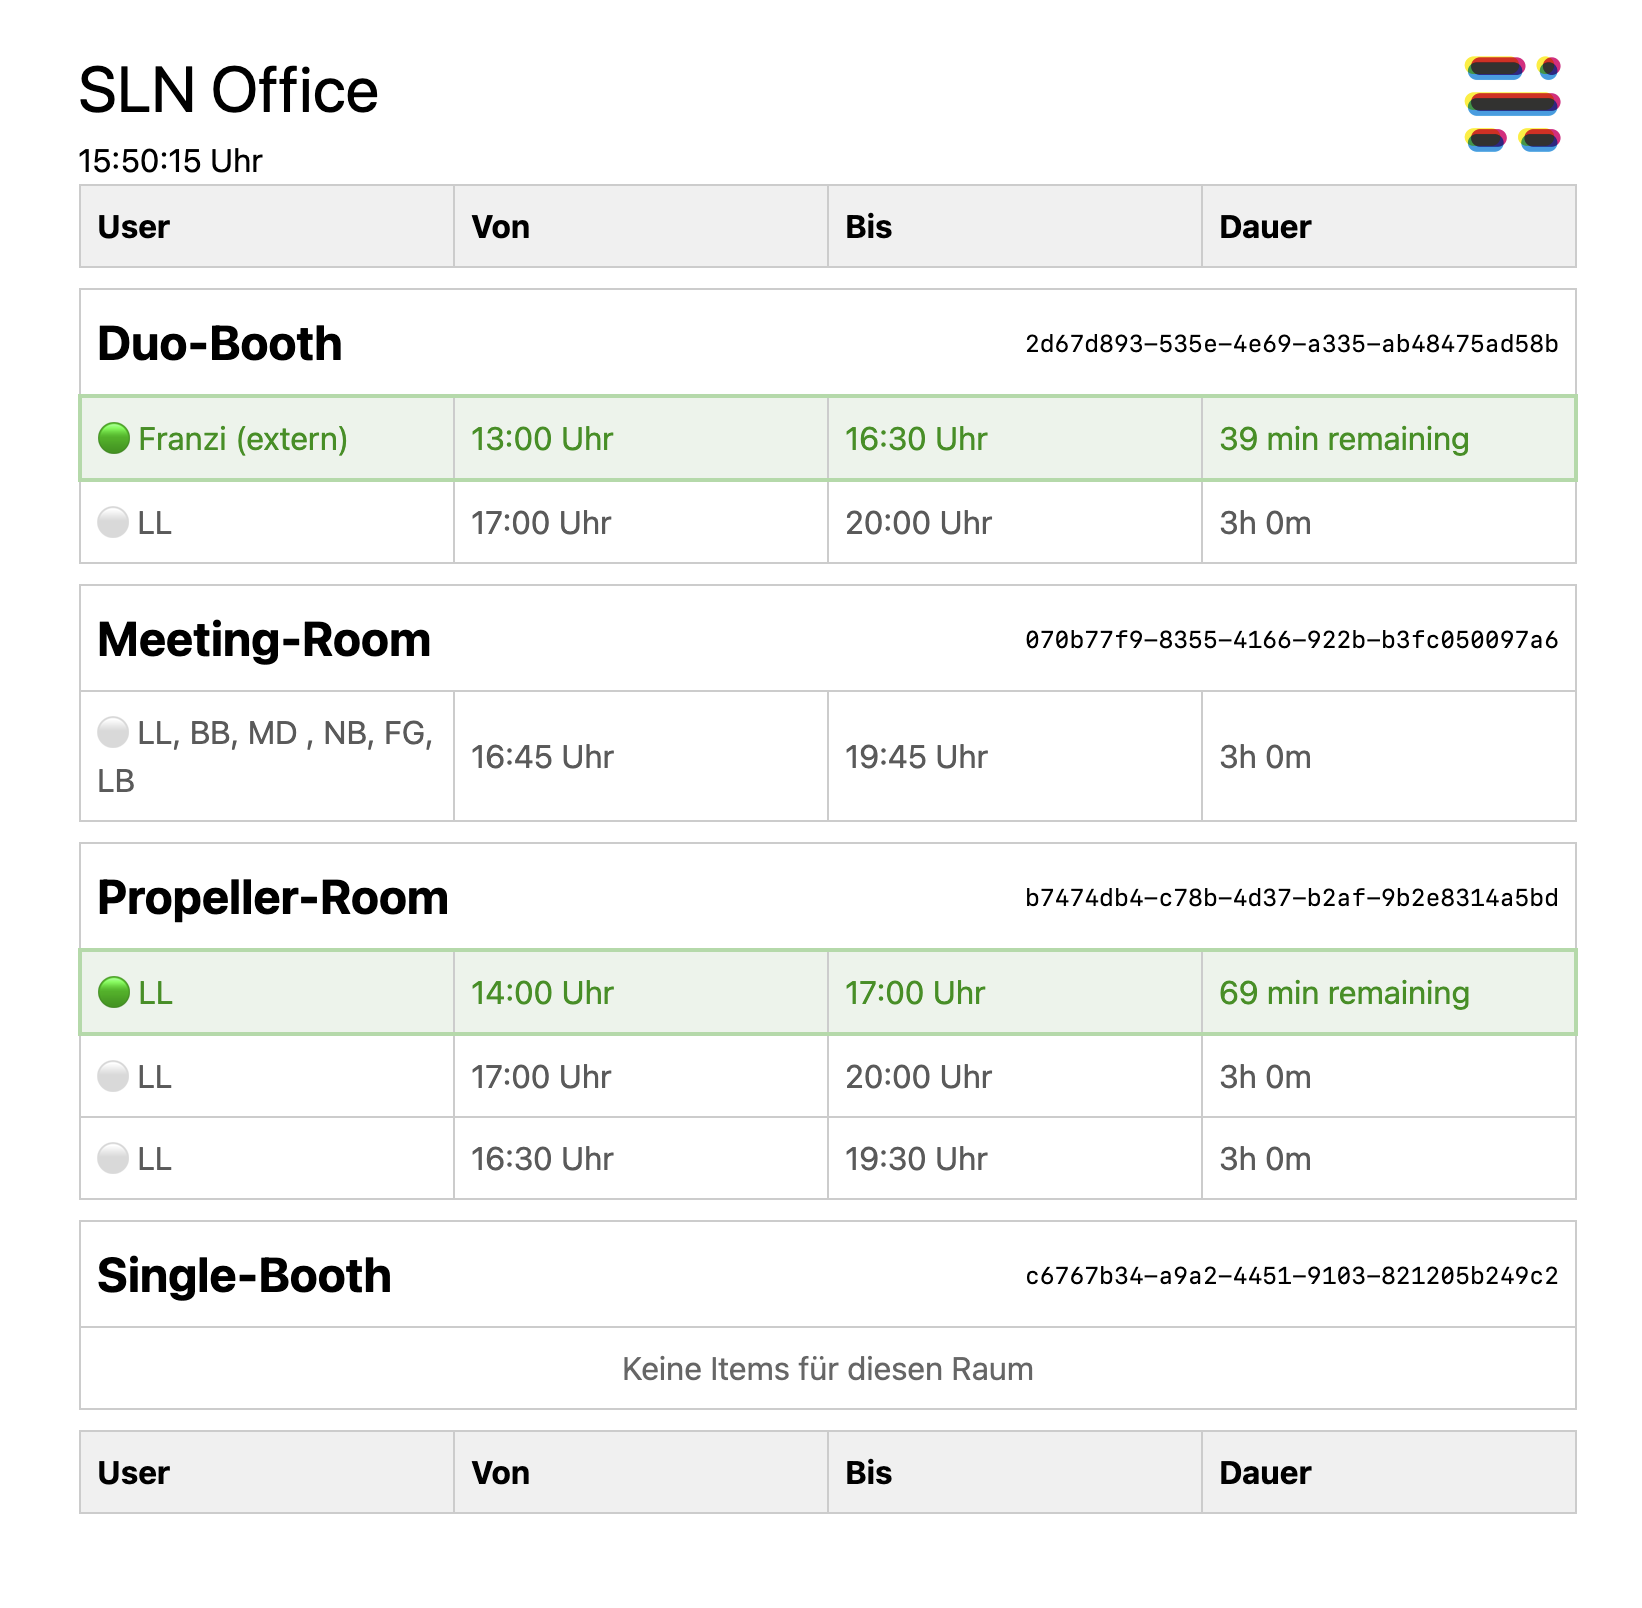 SLN Office
15:50:15 Uhr
User Von Bis Dauer
Duo-Booth 2d67d893-535e-4e69-a335-ab48475ad58b
Franzi (extern) 13:00 Uhr 16:30 Uhr 39 min remaining
LL 17:00 Uhr 20:00 Uhr 3h 0m
Meeting-Room 070b77f9-8355-4166-922b-b3fc050097a6
LL, BB, MD , NB, FG,
LB
16:45 Uhr 19:45 Uhr 3h 0m
Propeller-Room b7474db4-c78b-4d37-b2af-9b2e8314a5bd
LL 14:00 Uhr 17:00 Uhr 69 min remaining
LL 17:00 Uhr 20:00 Uhr 3h 0m
LL 16:30 Uhr 19:30 Uhr 3h 0m
Single-Booth c6767b34-a9a2-4451-9103-821205b249c2
Keine Items für diesen Raum
User Von Bis Dauer